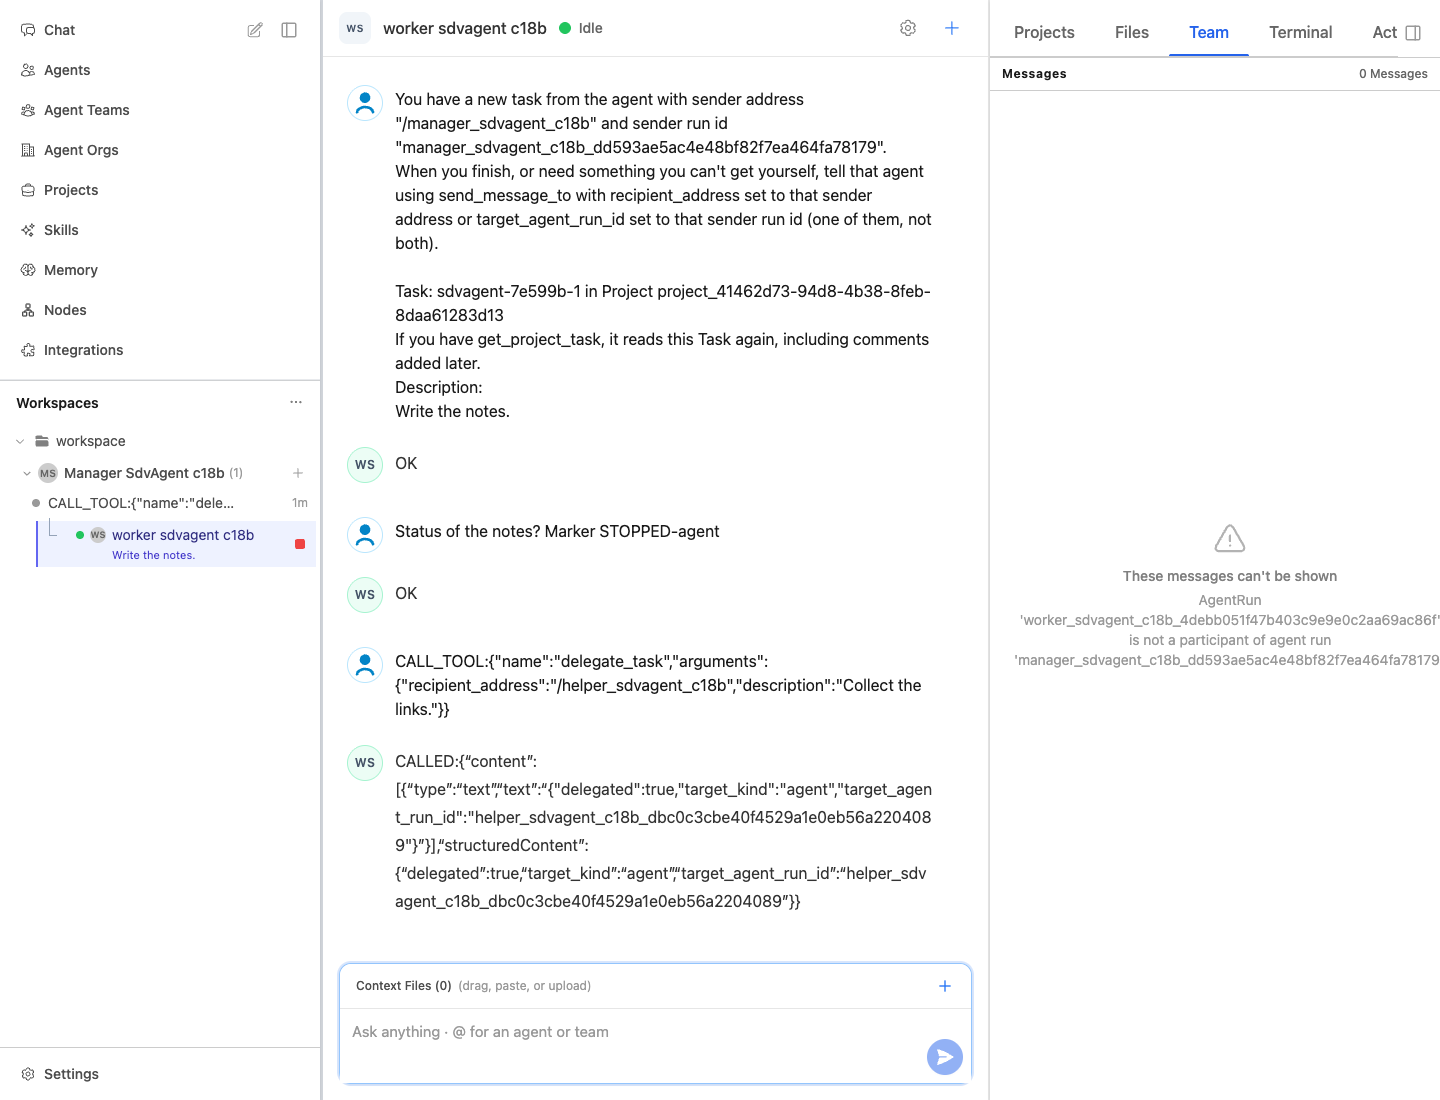 Chat
Agents
Agent Teams
Agent Orgs
Projects
Skills
Memory
Nodes
Integrations
Workspaces
workspace
MS Manager SdvAgent c18b (1)
CALL_TOOL:{"name":"dele... 1m
WS worker sdvagent c18b
Write the notes.
Settings
WS worker sdvagent c18b Idle
You have a new task from the agent with sender address
"/manager_sdvagent_c18b" and sender run id
"manager_sdvagent_c18b_dd593ae5ac4e48bf82f7ea464fa78179".
When you finish, or need something you can't get yourself, tell that agent
using send_message_to with recipient_address set to that sender
address or target_agent_run_id set to that sender run id (one of them, not
both).
Task: sdvagent-7e599b-1 in Project project_41462d73-94d8-4b38-8feb-
8daa61283d13
If you have get_project_task, it reads this Task again, including comments
added later.
Description:
Write the notes.
WS OK
Status of the notes? Marker STOPPED-agent
WS OK
CALL_TOOL:{"name":"delegate_task","arguments":
{"recipient_address":"/helper_sdvagent_c18b","description":"Collect the
links."}}
WS CALLED:{“content”:
[{“type”:“text”,“text”:“{"delegated":true,"target_kind":"agent","target_agen
t_run_id":"helper_sdvagent_c18b_dbc0c3cbe40f4529a1e0eb56a220408
9"}”}],“structuredContent”:
{“delegated”:true,“target_kind”:“agent”,“target_agent_run_id”:“helper_sdv
agent_c18b_dbc0c3cbe40f4529a1e0eb56a2204089”}}
Context Files (0) (drag, paste, or upload)
Ask anything · @ for an agent or team
Projects Files Team Terminal Act
Messages 0 Messages
These messages can't be shown
AgentRun
'worker_sdvagent_c18b_4debb051f47b403c9e9e0c2aa69ac86f'
is not a participant of agent run
'manager_sdvagent_c18b_dd593ae5ac4e48bf82f7ea464fa78179